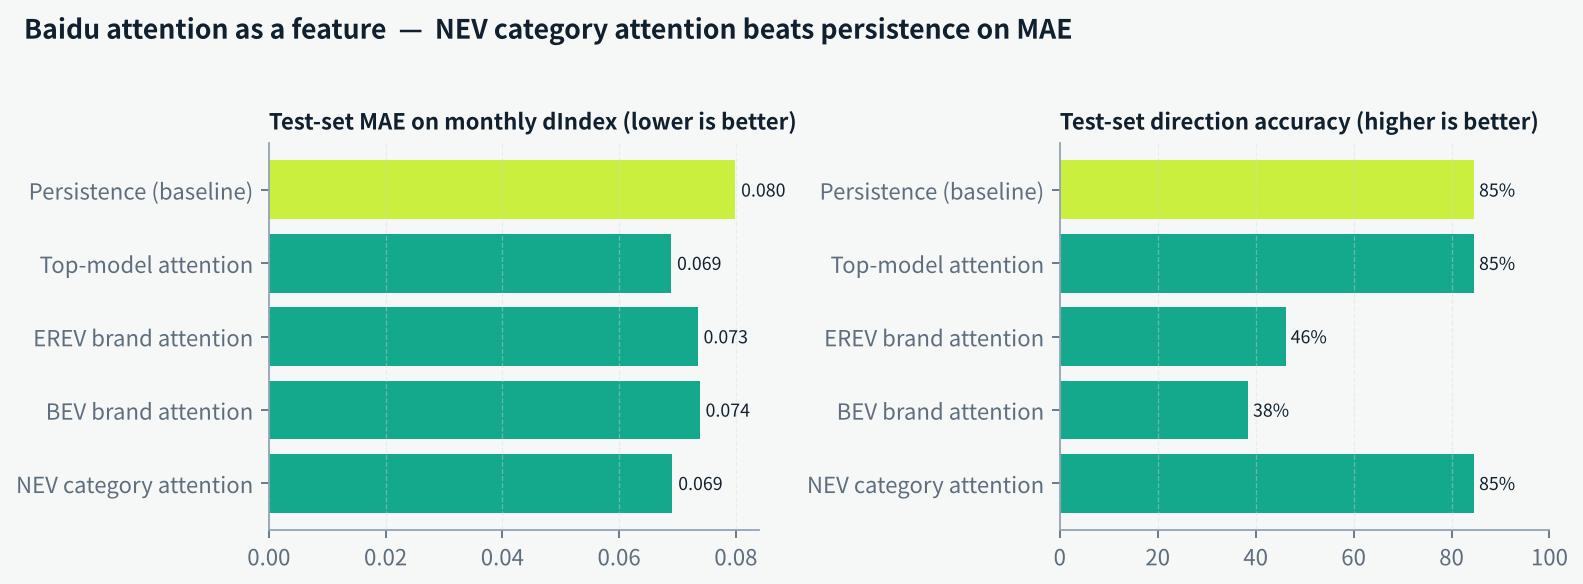 Baidu attention as a feature — NEV category attention beats persistence on MAE
Test-set MAE on monthly dIndex (lower is better)
Persistence (baseline)
0.080
Top-model attention
0.069
EREV brand attention
0.073
BEV brand attention
0.074
NEV category attention
0.069
0.00 0.02 0.04 0.06 0.08
Test-set direction accuracy (higher is better)
Persistence (baseline)
85%
Top-model attention
85%
EREV brand attention
46%
BEV brand attention
38%
NEV category attention
85%
0 20 40 60 80 100